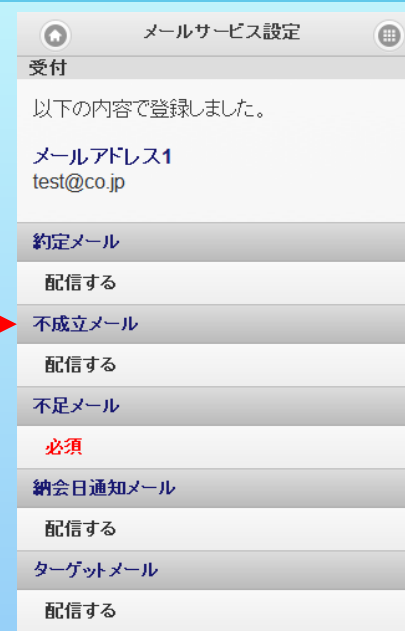 メールサービス設定
受付
以下の内容で登録しました。
メールアドレス1
test@co.jp
約定メール
配信する
不成立メール
配信する
不足メール
必須
納会日通知メール
配信する
ターゲットメール
配信する